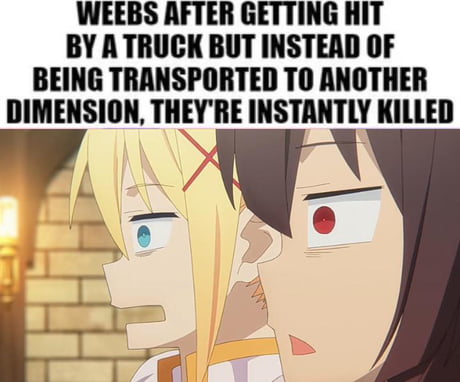 WEEBS AFTER GETTING HIT
BY A TRUCK BUT INSTEAD OF
BEING TRANSPORTED TO ANOTHER
DIMENSION, THEY'RE INSTANTLY KILLED